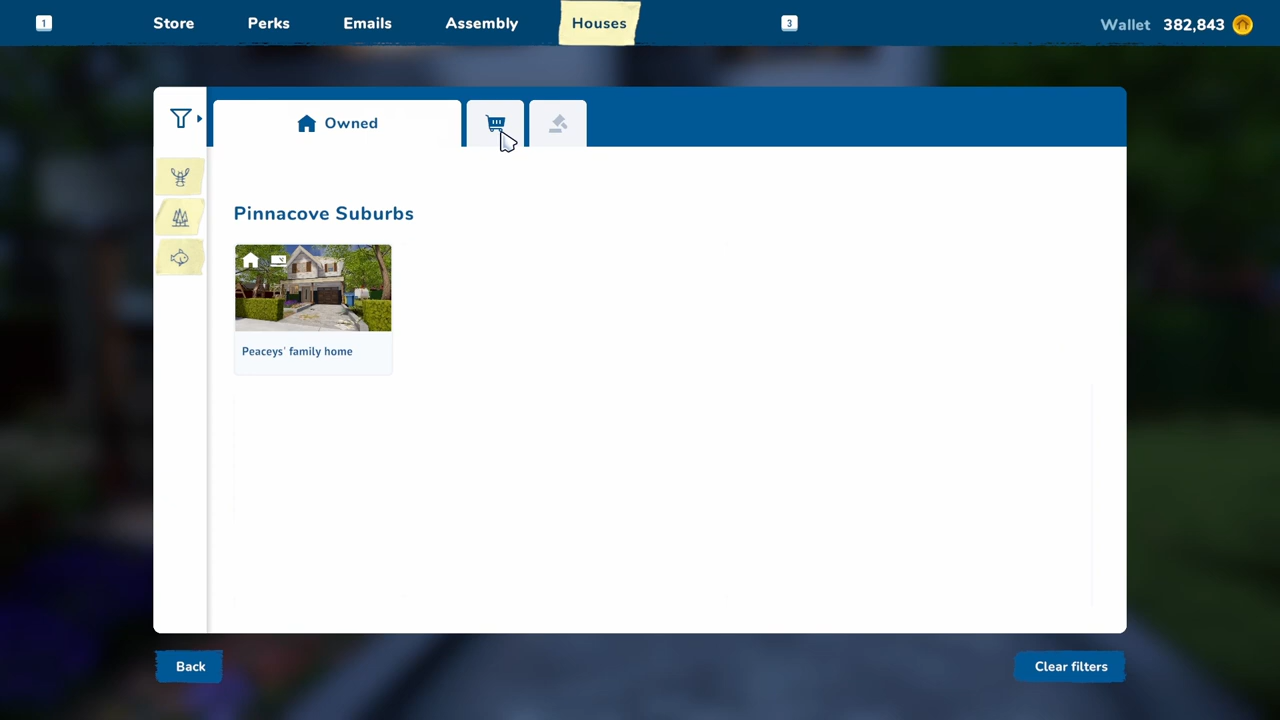 1
Store
Perks
Emails
Assembly
Houses
3
Wallet 382,843
Owned
Pinnacove Suburbs
Peaceys' family home
Back
Clear filters